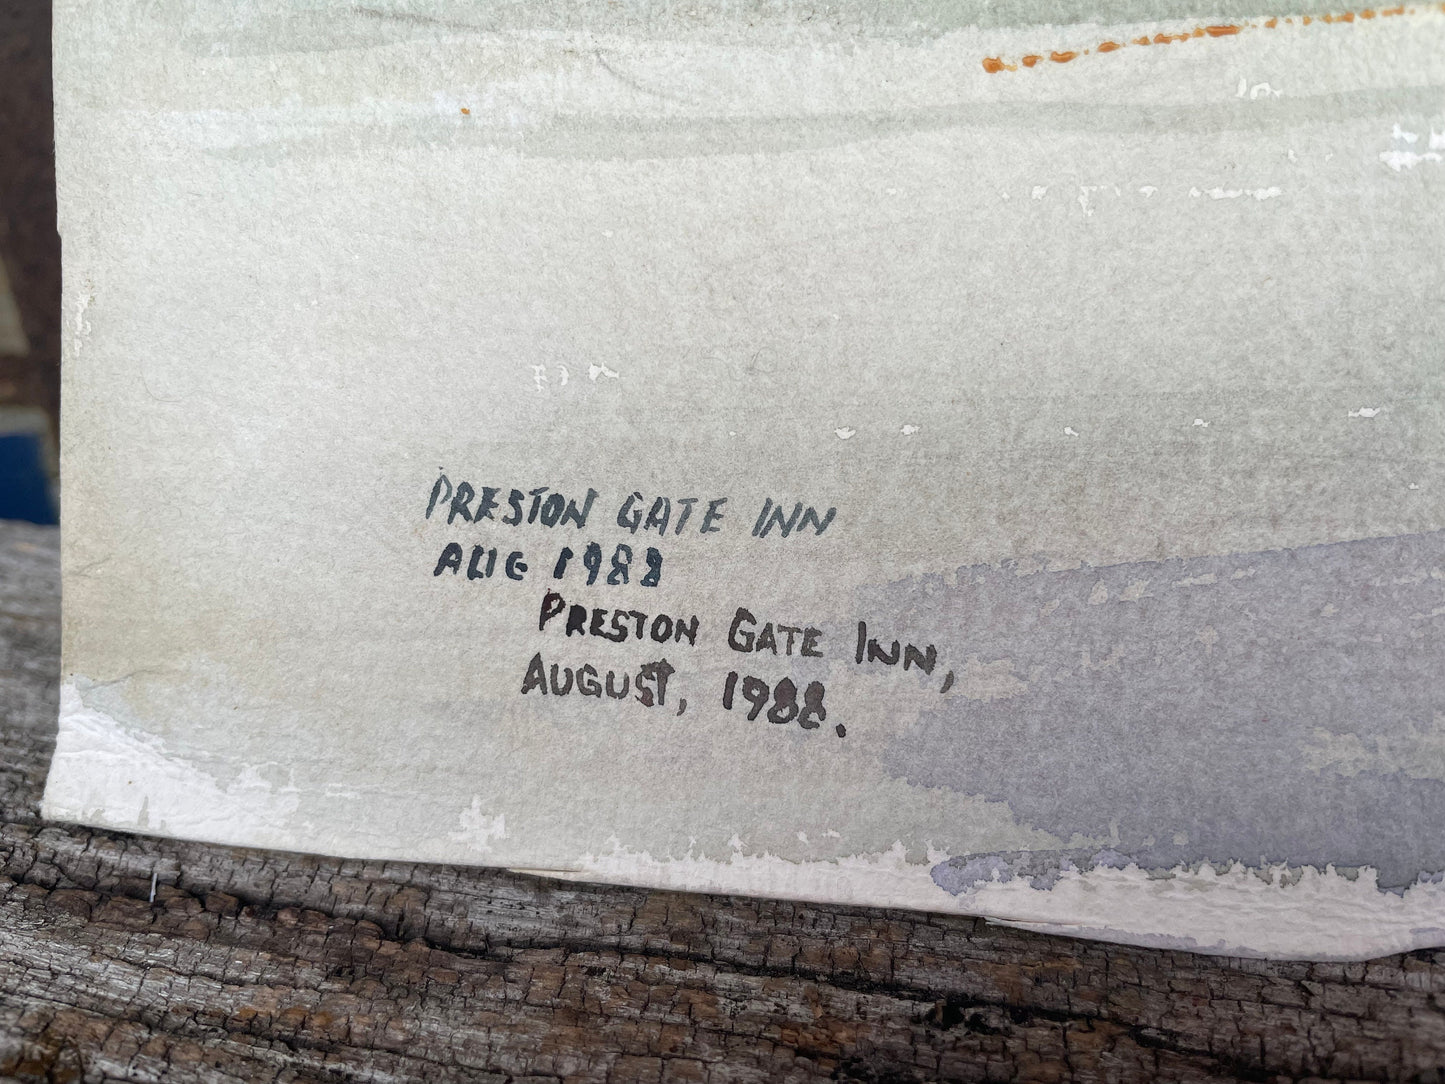 PRESTON GATE INN
AUG 1988
PRESTON GATE INN,
AUGUST, 1988.